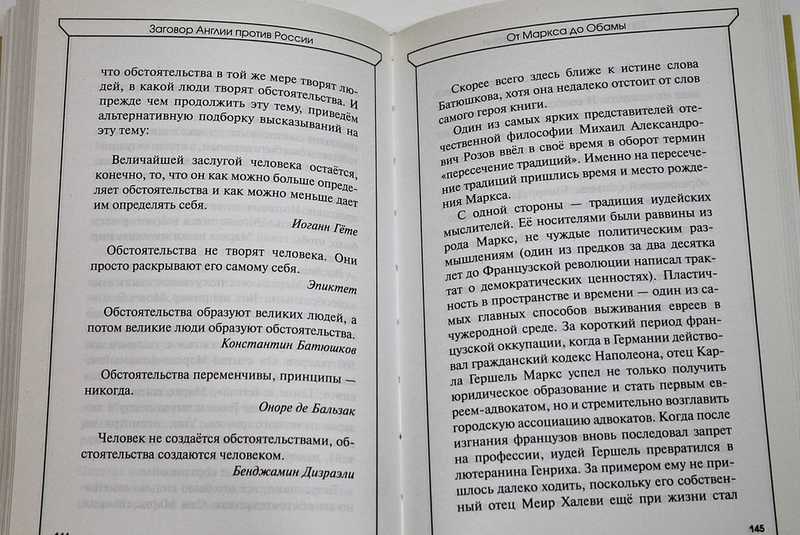 Заговор Англии против России
что обстоятельства в той же мере творят лю-
дей, в какой люди творят обстоятельства. И
прежде чем продолжить эту тему, приведём
альтернативную подборку высказываний на
эту тему:
Величайшей заслугой человека остаётся,
конечно, то, что он как можно больше опреде-
ляет обстоятельства и как можно меньше дает
им определять себя.
Иоганн Гёте
Обстоятельства не творят человека. Они
просто раскрывают его самому себя.
Эпиктет
Обстоятельства образуют великих людей, а
потом великие люди образуют обстоятельства.
Константин Батюшков
Обстоятельства переменчивы, принципы —
никогда.
Оноре де Бальзак
Человек не создаётся обстоятельствами, об-
стоятельства создаются человеком.
Бенджамин Дизраэли
От Маркса до Обамы
Скорее всего здесь ближе к истине слова
Батюшкова, хотя она недалеко отстоит от слов
самого героя книги.
Один из самых ярких представителей оте-
чественной философии Михаил Александро-
вич Розов ввёл в своё время в оборот термин
«пересечение традиций». Именно на пересече-
ние традиций пришлись время и место рожде-
ния Маркса.
С одной стороны — традиция иудейских
мыслителей. Её носителями были раввины из
рода Маркс, не чуждые политическим раз-
мышлениям (один из предков за два десятка
лет до Французской революции написал трак-
тат о демократических ценностях). Пластич-
ность в пространстве и времени — один из са-
мых главных способов выживания евреев в
чужеродной среде. За короткий период фран-
цузской оккупации, когда в Германии действо-
вал гражданский кодекс Наполеона, отец Кар-
ла Гершель Маркс успел не только получить
юридическое образование и стать первым ев-
реем-адвокатом, но и стремительно возглавить
городскую ассоциацию адвокатов. Когда после
изгнания французов вновь последовал запрет
на профессии, иудей Гершель превратился в
лютеранина Генриха. За примером ему не при-
шлось далеко ходить, поскольку его собствен-
ный отец Меир Халеви ещё при жизни стал
145